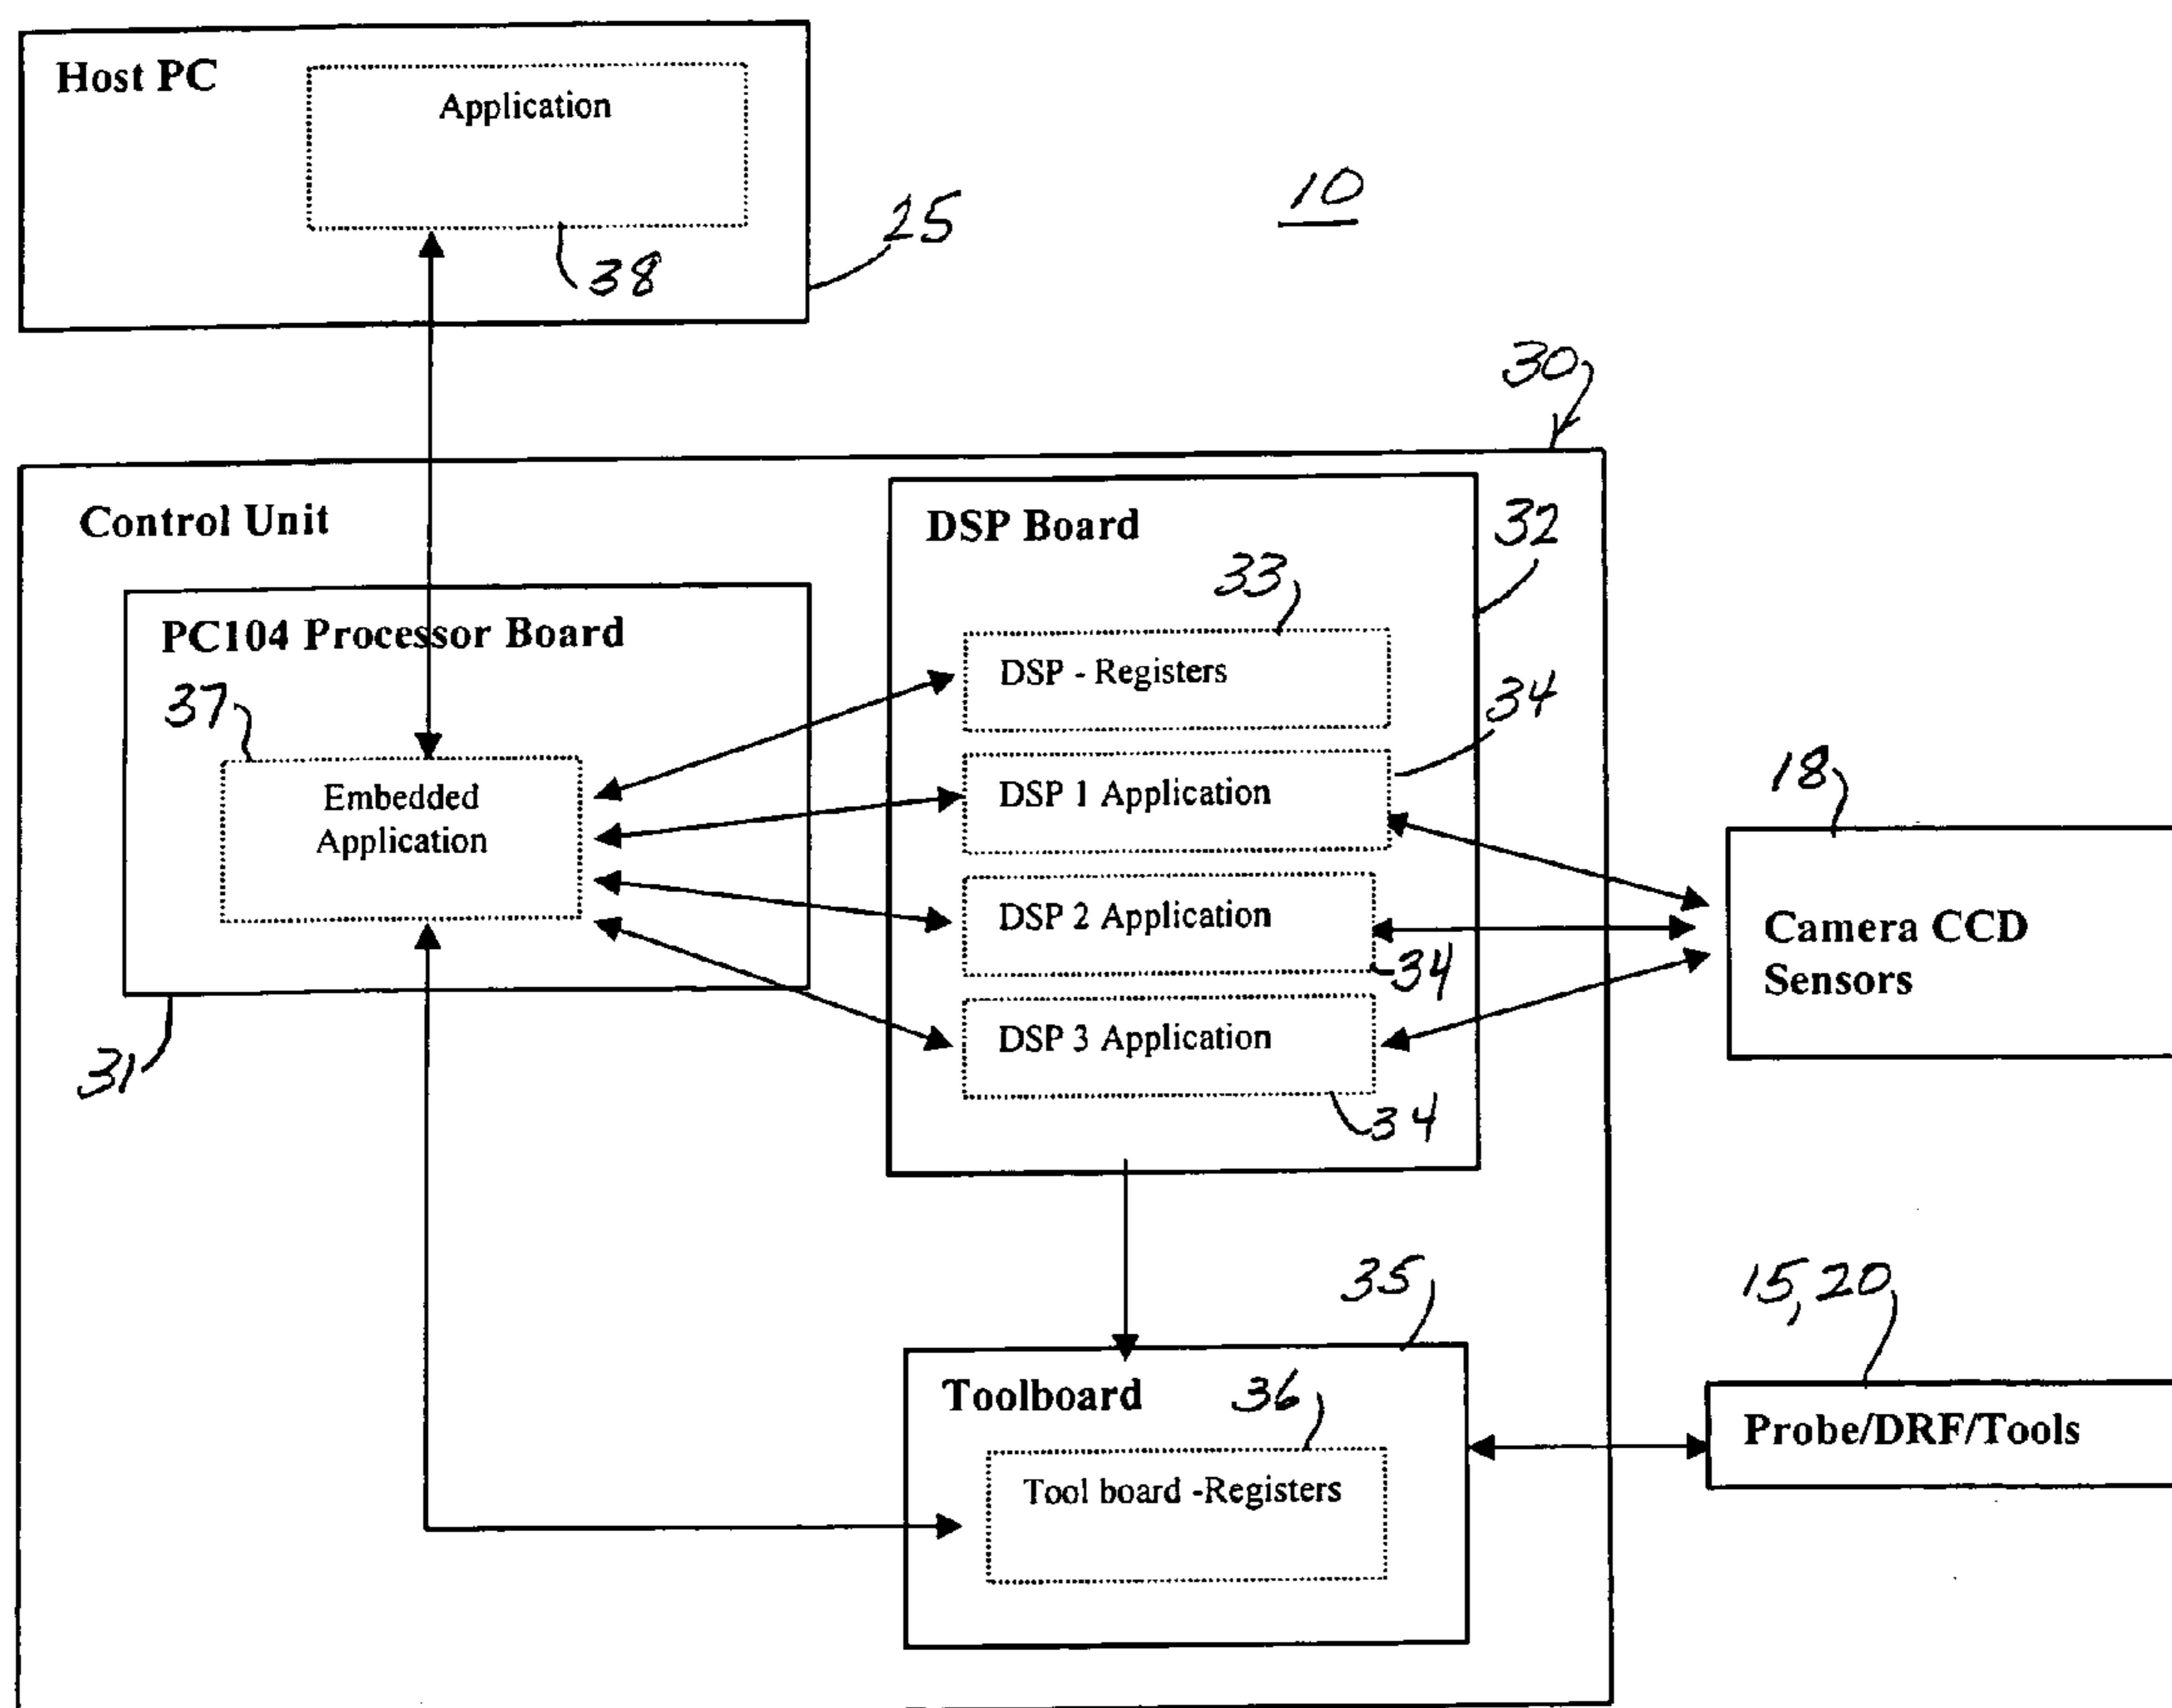 Host PC
Application
38
25
10
30
Control Unit
DSP Board
32
33
PC104 Processor Board
DSP - Registers
37
34
Embedded
Application
DSP 1 Application
18
DSP 2 Application
34
Camera CCD
Sensors
DSP 3 Application
34
31
35
15,20
Toolboard
36
Probe/DRF/Tools
Tool board -Registers